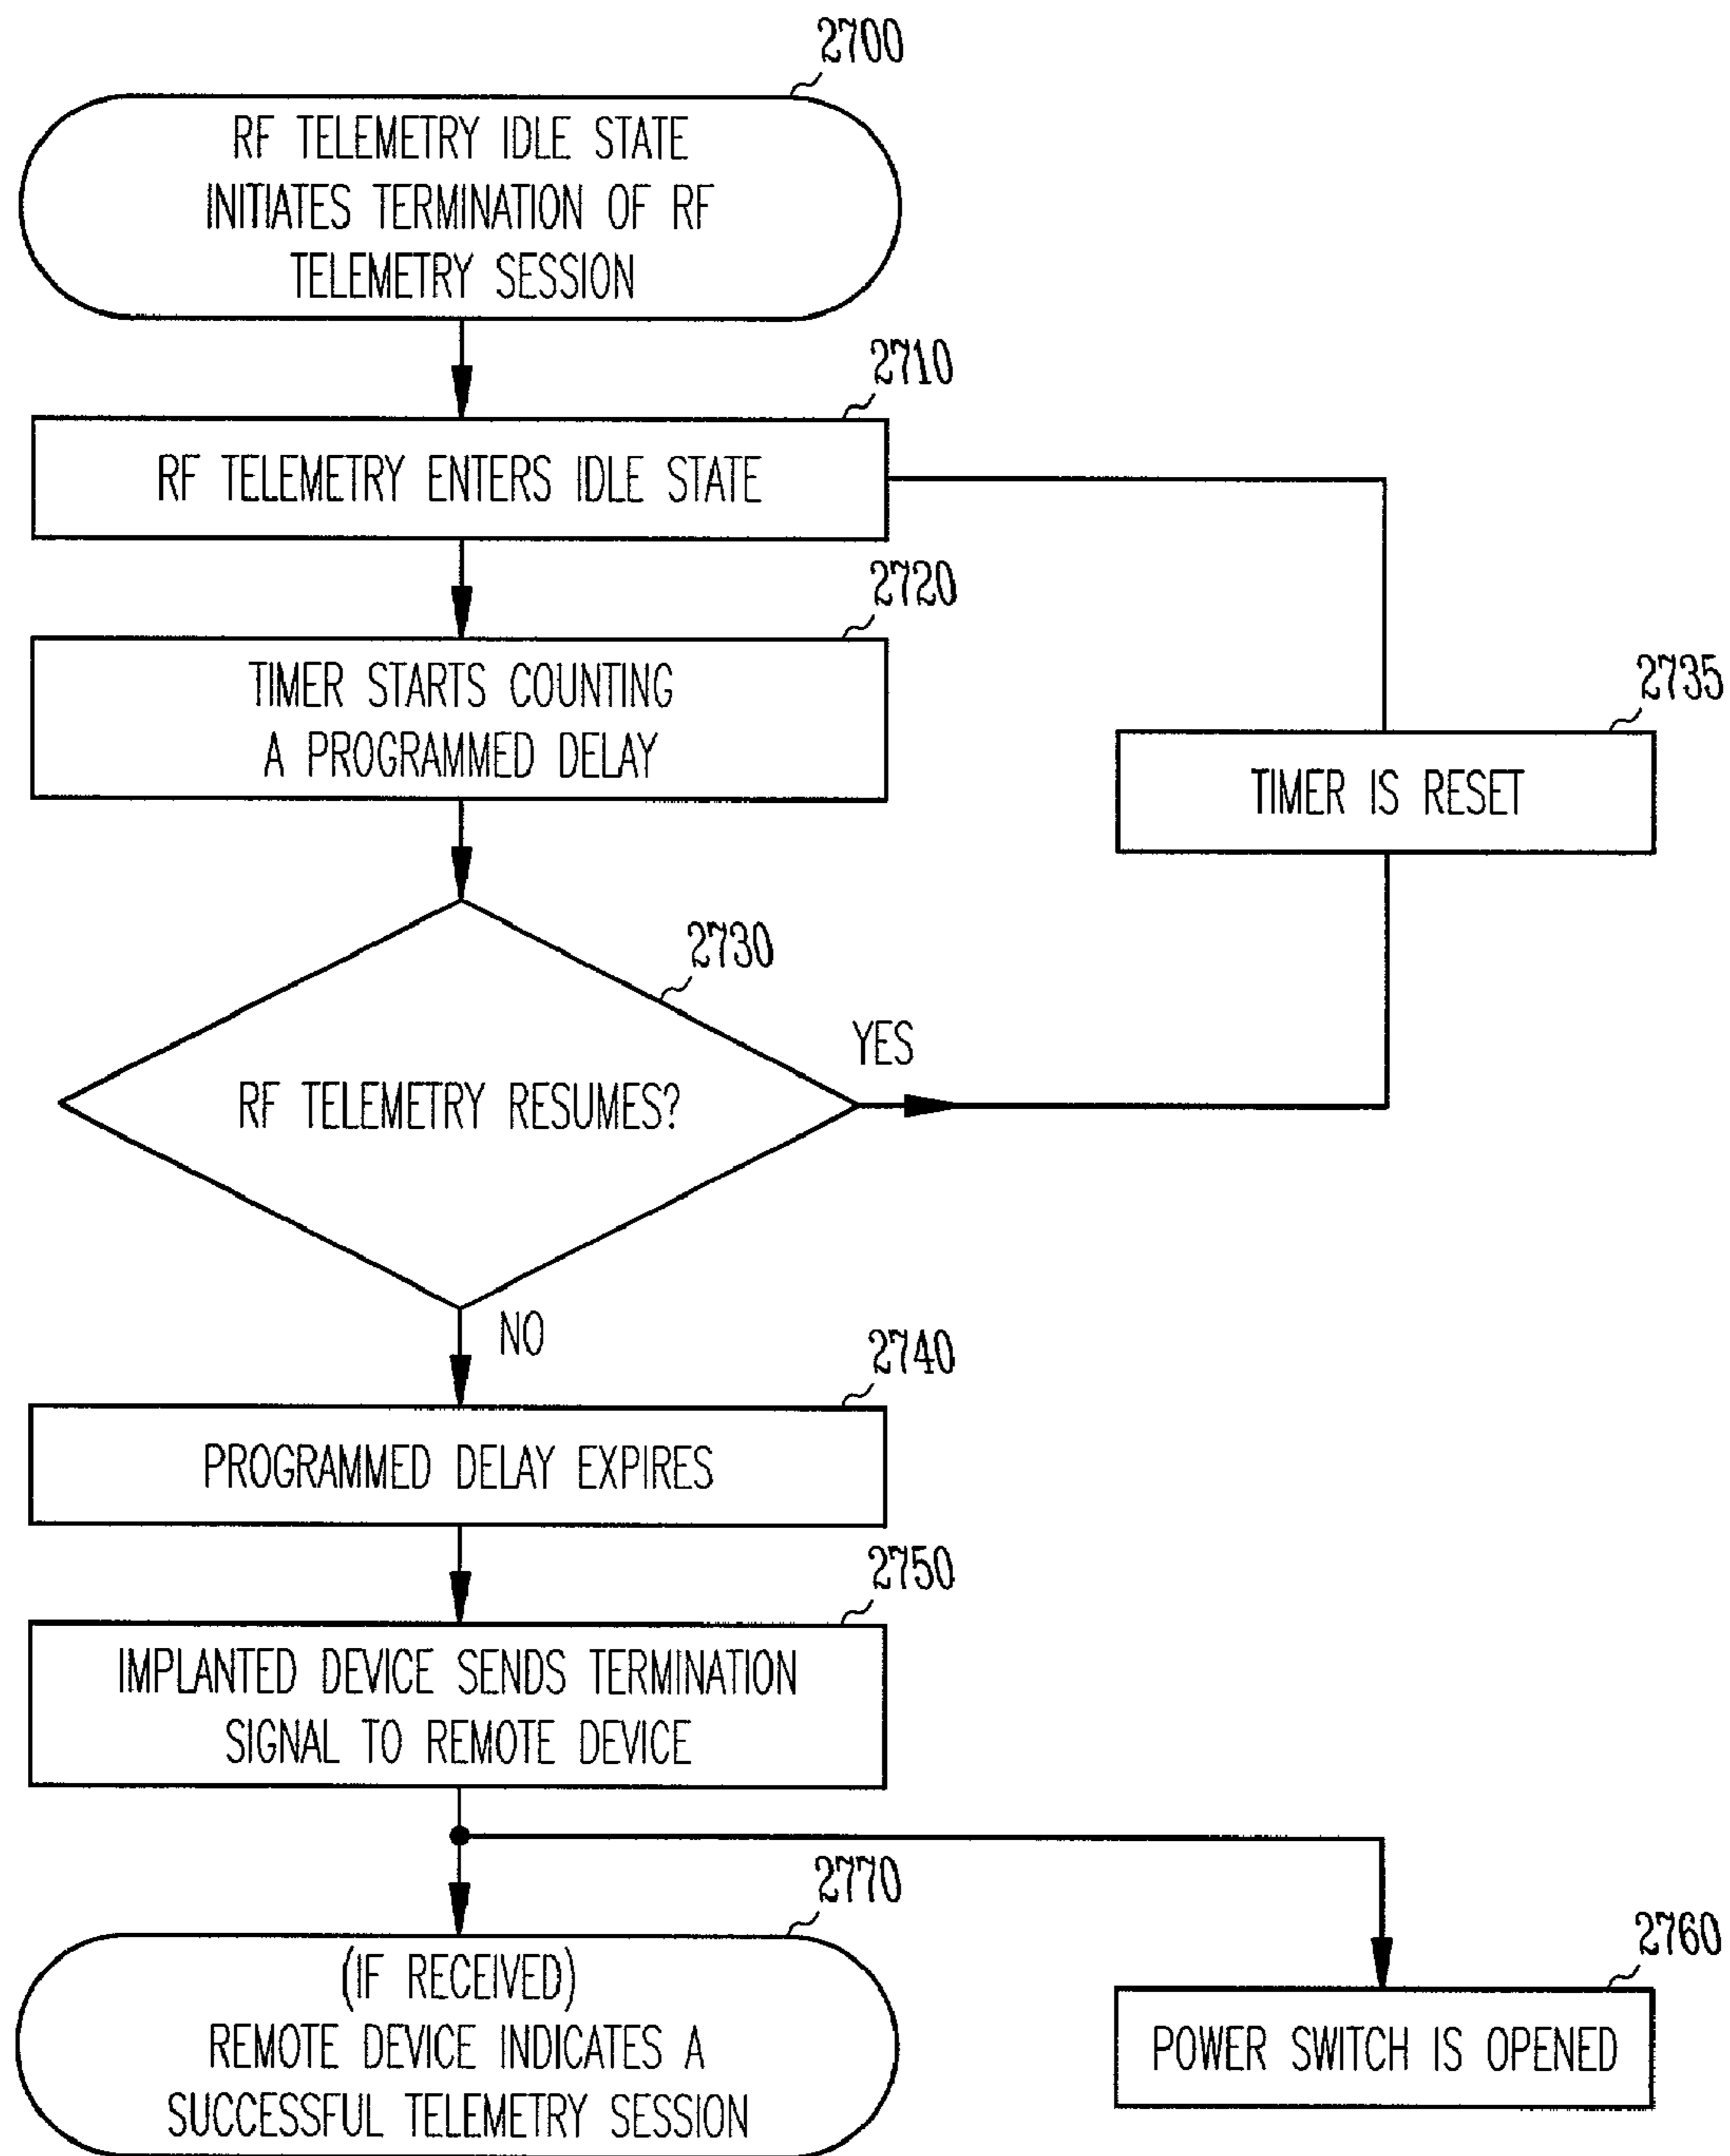 2700
RF TELEMETRY IDLE STATE
INITIATES TERMINATION OF RF
TELEMETRY SESSION
2710
RF TELEMETRY ENTERS IDLE STATE
2720
TIMER STARTS COUNTING
A PROGRAMMED DELAY
2735
TIMER IS RESET
2730
RF TELEMETRY RESUMES?
YES
NO
2740
PROGRAMMED DELAY EXPIRES
2750
IMPLANTED DEVICE SENDS TERMINATION
SIGNAL TO REMOTE DEVICE
2770
(IF RECEIVED)
REMOTE DEVICE INDICATES A
SUCCESSFUL TELEMETRY SESSION
2760
POWER SWITCH IS OPENED